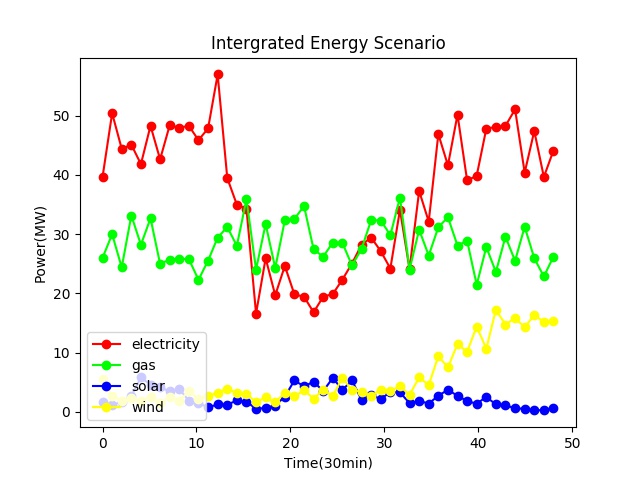 Intergrated Energy Scenario
Power(MW)
50
40
30
20
10
0
electricity
gas
solar
wind
0 10 20 30 40 50
Time(30min)